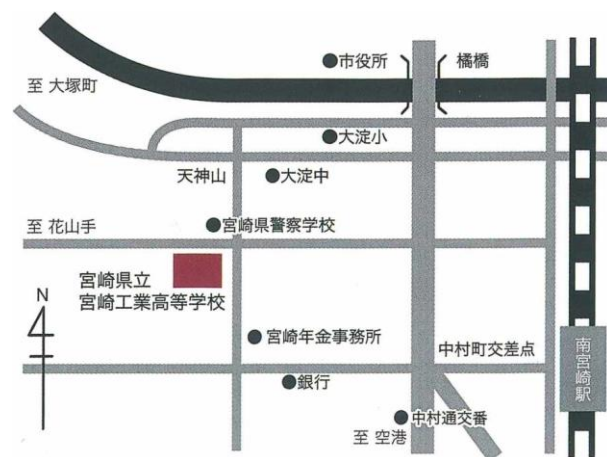 市役所
橘橋
至 大塚町
大淀小
天神山
大淀中
至 花山手
宮崎県警察学校
宮崎県立
宮崎工業高等学校
N
宮崎年金事務所
中村町交差点
南宮崎駅
銀行
中村通交番
至 空港